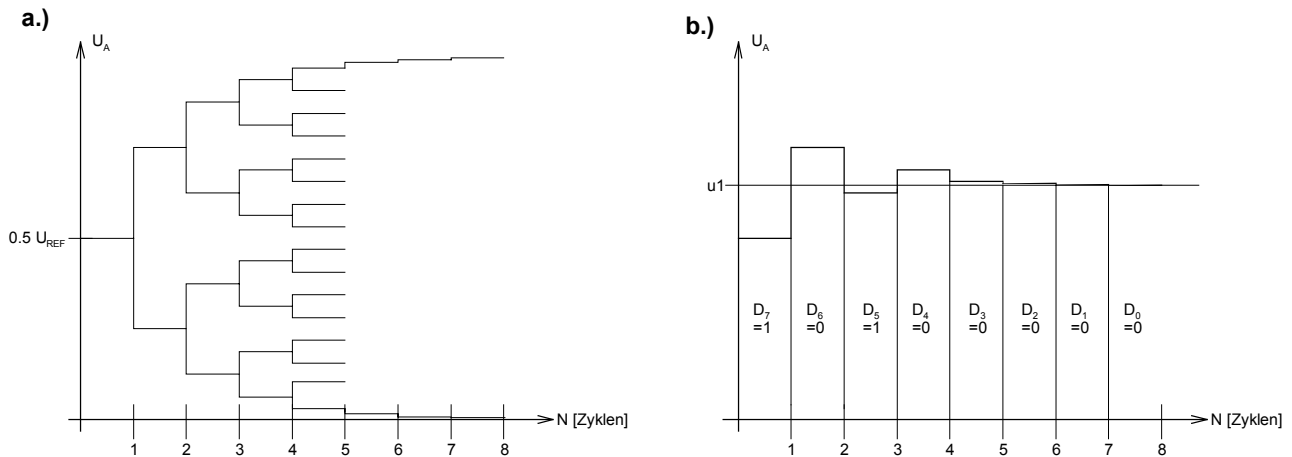 a.)
U_A
0.5 U_REF
N [Zyklen]
1 2 3 4 5 6 7 8
b.)
U_A
u1
D_7 D_6 D_5 D_4 D_3 D_2 D_1 D_0
=1 =0 =1 =0 =0 =0 =0 =0
N [Zyklen]
1 2 3 4 5 6 7 8